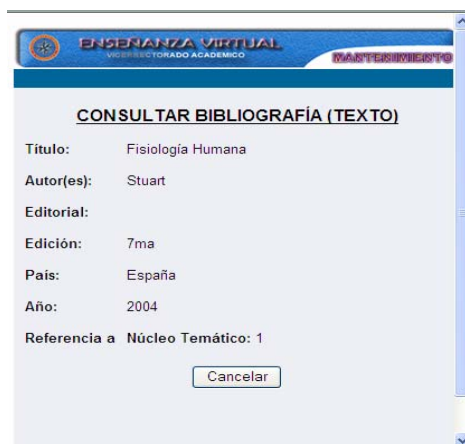 ENSEÑANZA VIRTUAL
VICERRECTORADO ACADEMICO
MANTENIMIENTO
CONSULTAR BIBLIOGRAFÍA (TEXTO)
Título: Fisiología Humana
Autor(es): Stuart
Editorial:
Edición: 7ma
País: España
Año: 2004
Referencia a Núcleo Temático: 1
Cancelar